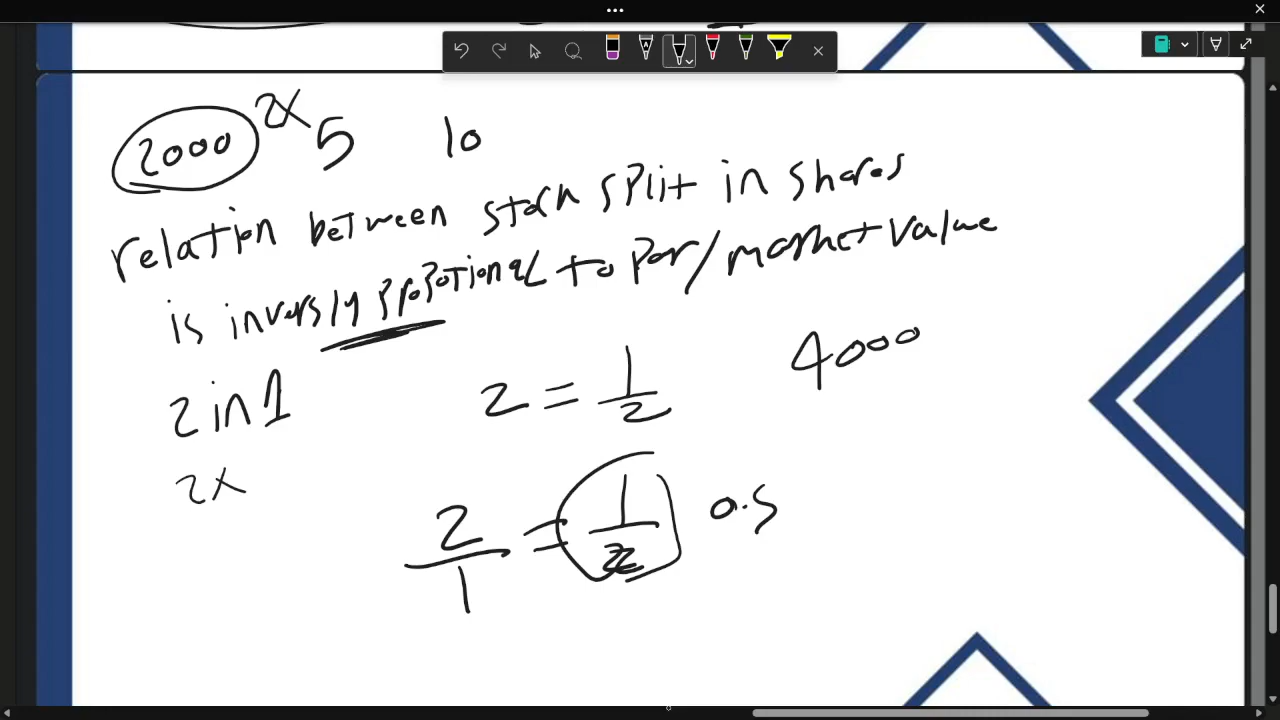 2000 2x 5 10
relation between stock split in shares
is inversly proportional to par/market value
2 in 1 2 = 1/2 4000
2x
2/1 = 1/2 0.5